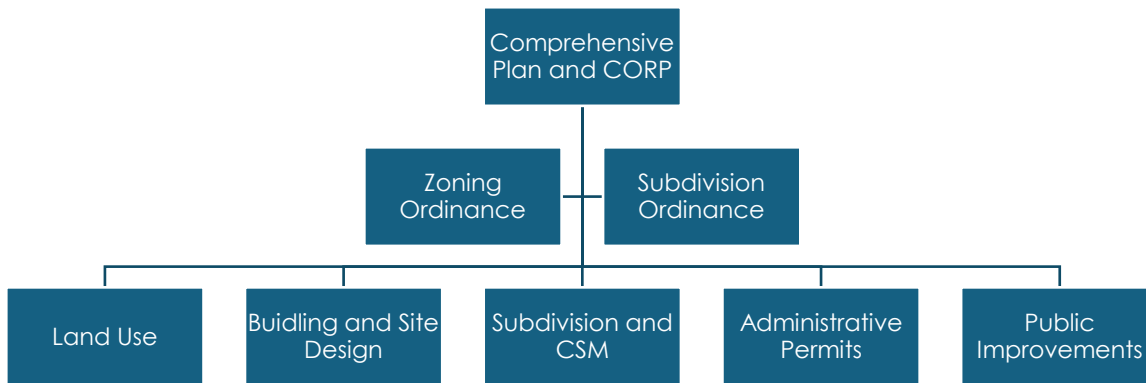 Comprehensive
Plan and CORP
Zoning
Ordinance
Subdivision
Ordinance
Land Use
Buidling and Site
Design
Subdivision and
CSM
Administrative
Permits
Public
Improvements